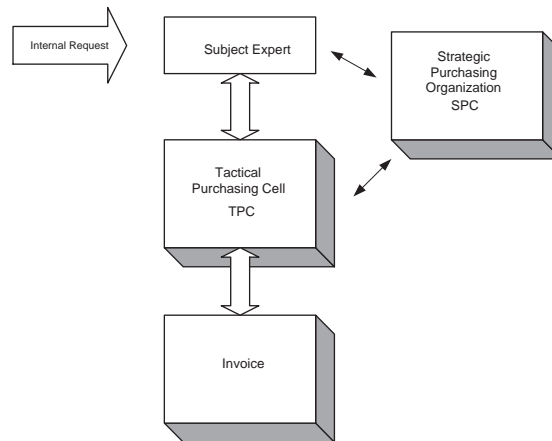 Internal Request
Subject Expert
Strategic
Purchasing
Organization
SPC
Tactical
Purchasing Cell
TPC
Invoice